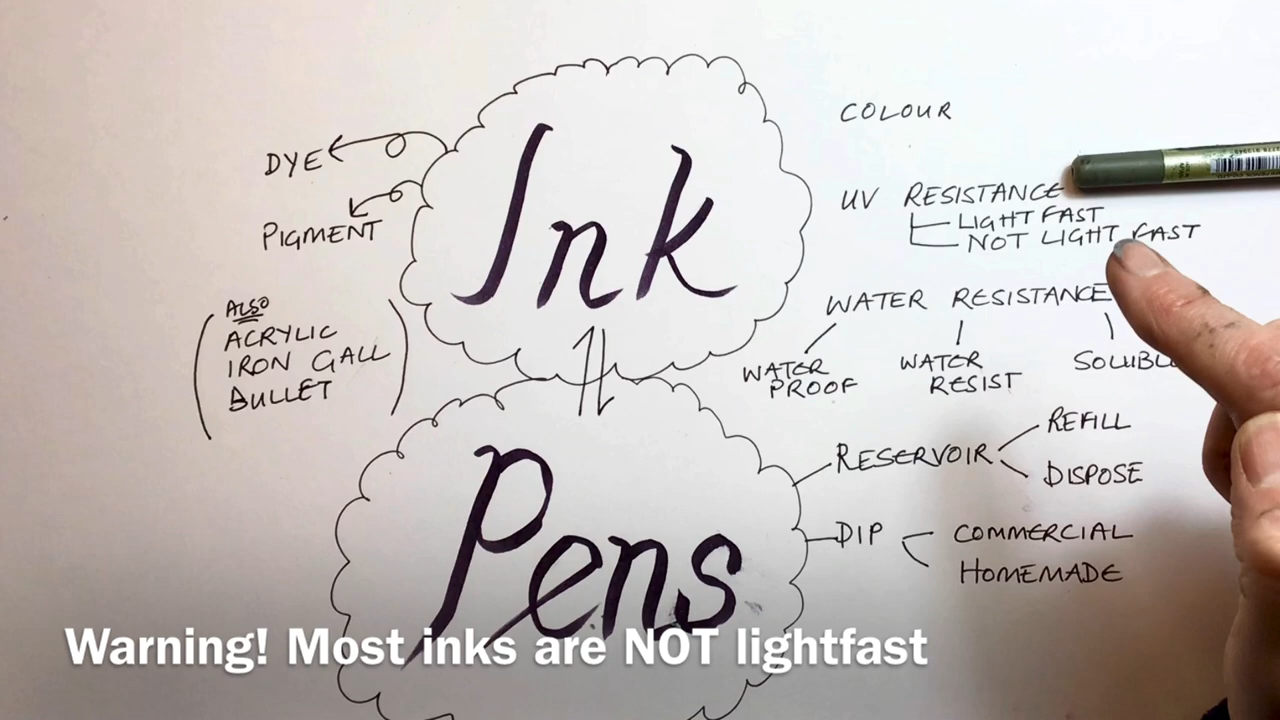 COLOUR
DYE
PIGMENT
Ink
UV RESISTANCE
LIGHT FAST
NOT LIGHT FAST
ALSO
ACRYLIC
IRON GALL
BULLET
WATER RESISTANCE
WATER PROOF
WATER RESIST
SOLUBLE
Pens
RESERVOIR
REFILL
DISPOSE
DIP
COMMERCIAL
HOMEMADE
Warning! Most inks are NOT lightfast